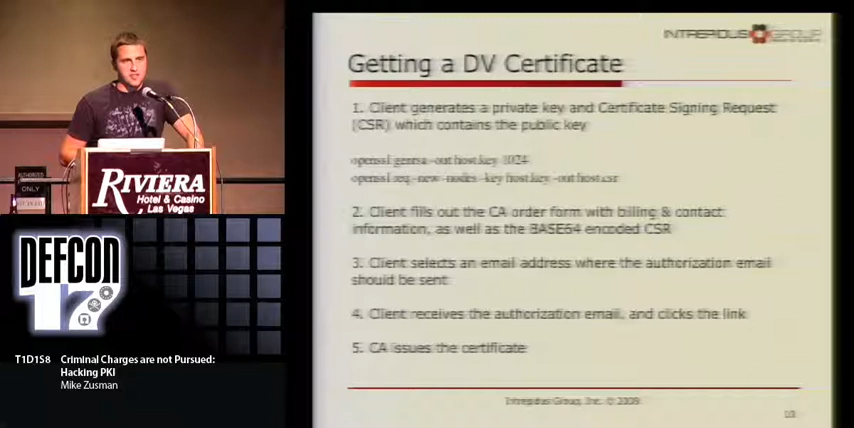 INTREPIDUS GROUP
Getting a DV Certificate
1. Client generates a private key and Certificate Signing Request
(CSR) which contains the public key
openssl genrsa -out host.key 1024
openssl req -new -nodes -key host.key -out host.csr
2. Client fills out the CA order form with billing & contact
information, as well as the BASE64 encoded CSR
3. Client selects an email address where the authorization email
should be sent
4. Client receives the authorization email, and clicks the link
5. CA issues the certificate
Intrepidus Group, Inc. © 2009
10
AUTHORIZED
ONLY
RIVIERA
Hotel & Casino
Las Vegas
DEFCON
17
T1D1S8 Criminal Charges are not Pursued:
Hacking PKI
Mike Zusman